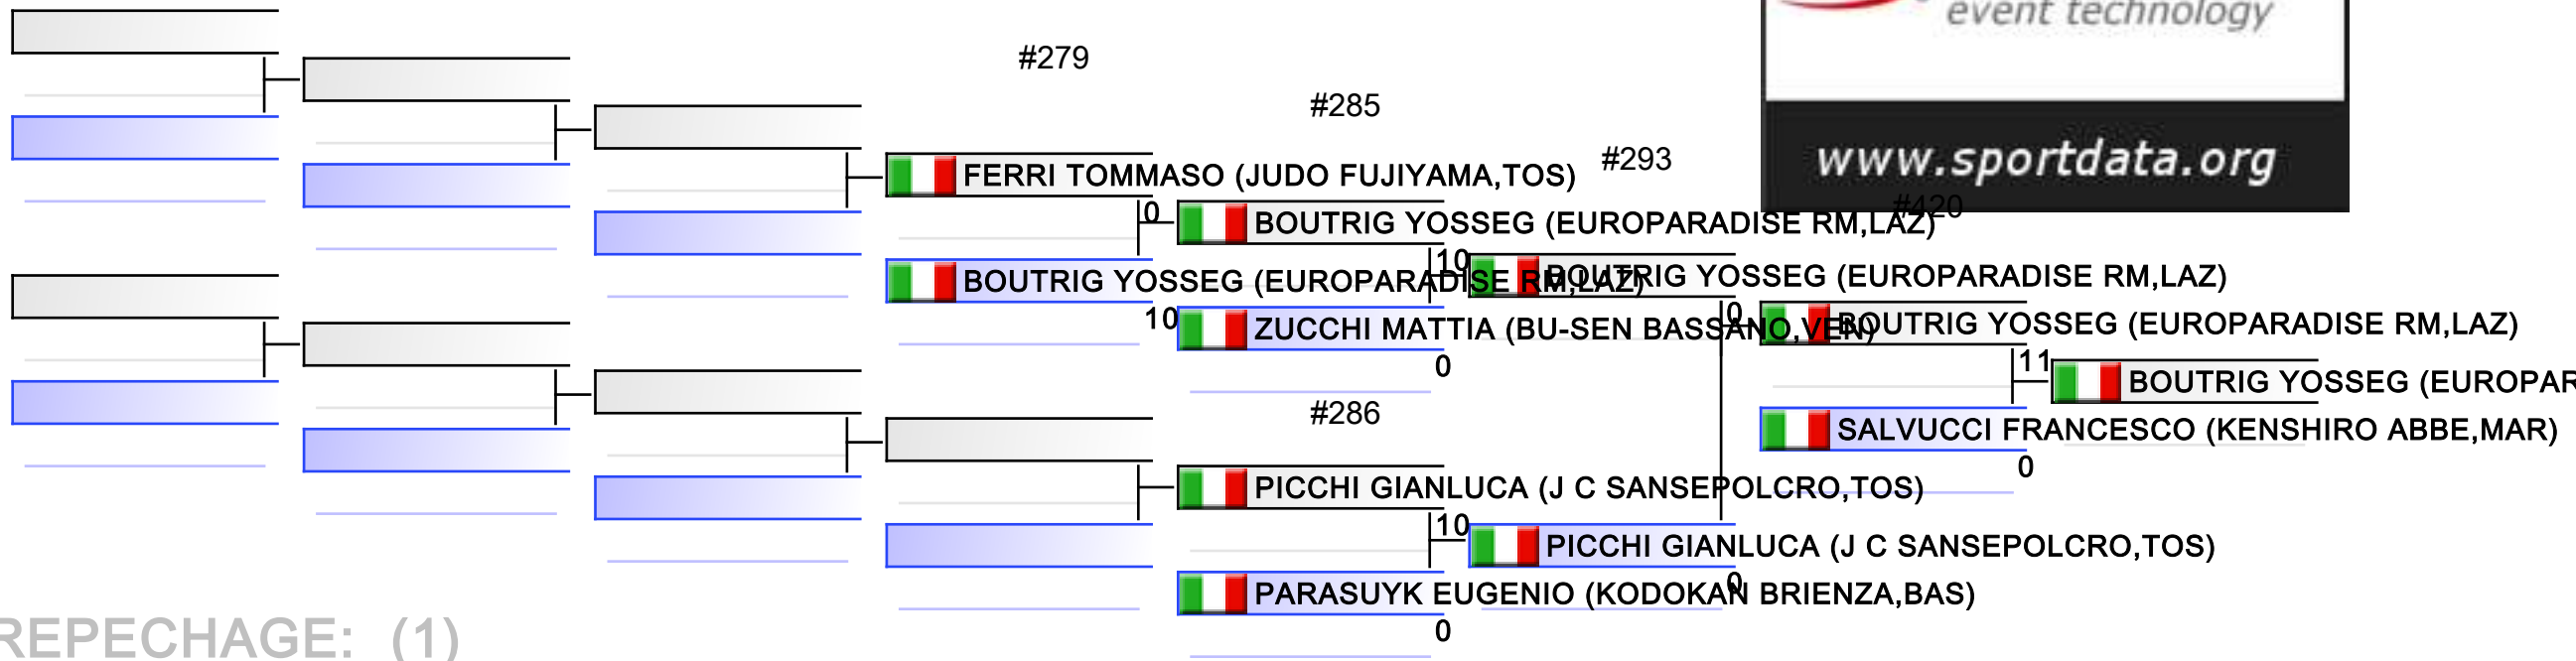 event technology
www.sportdata.org
#279
#285
#293
#420
FERRI TOMMASO (JUDO FUJIYAMA,TOS)
0
BOUTRIG YOSSEG (EUROPARADISE RM,LAZ)
10
BOUTRIG YOSSEG (EUROPARADISE RM,LAZ)
10
BOUTRIG YOSSEG (EUROPARADISE RM,LAZ)
0
ZUCCHI MATTIA (BU-SEN BASSANO,VEN)
0
BOUTRIG YOSSEG (EUROPARADISE RM,LAZ)
11
BOUTRIG YOSSEG (EUROPAR
SALVUCCI FRANCESCO (KENSHIRO ABBE,MAR)
0
#286
PICCHI GIANLUCA (J C SANSEPOLCRO,TOS)
10
PICCHI GIANLUCA (J C SANSEPOLCRO,TOS)
0
PARASUYK EUGENIO (KODOKAN BRIENZA,BAS)
0
REPECHAGE: (1)